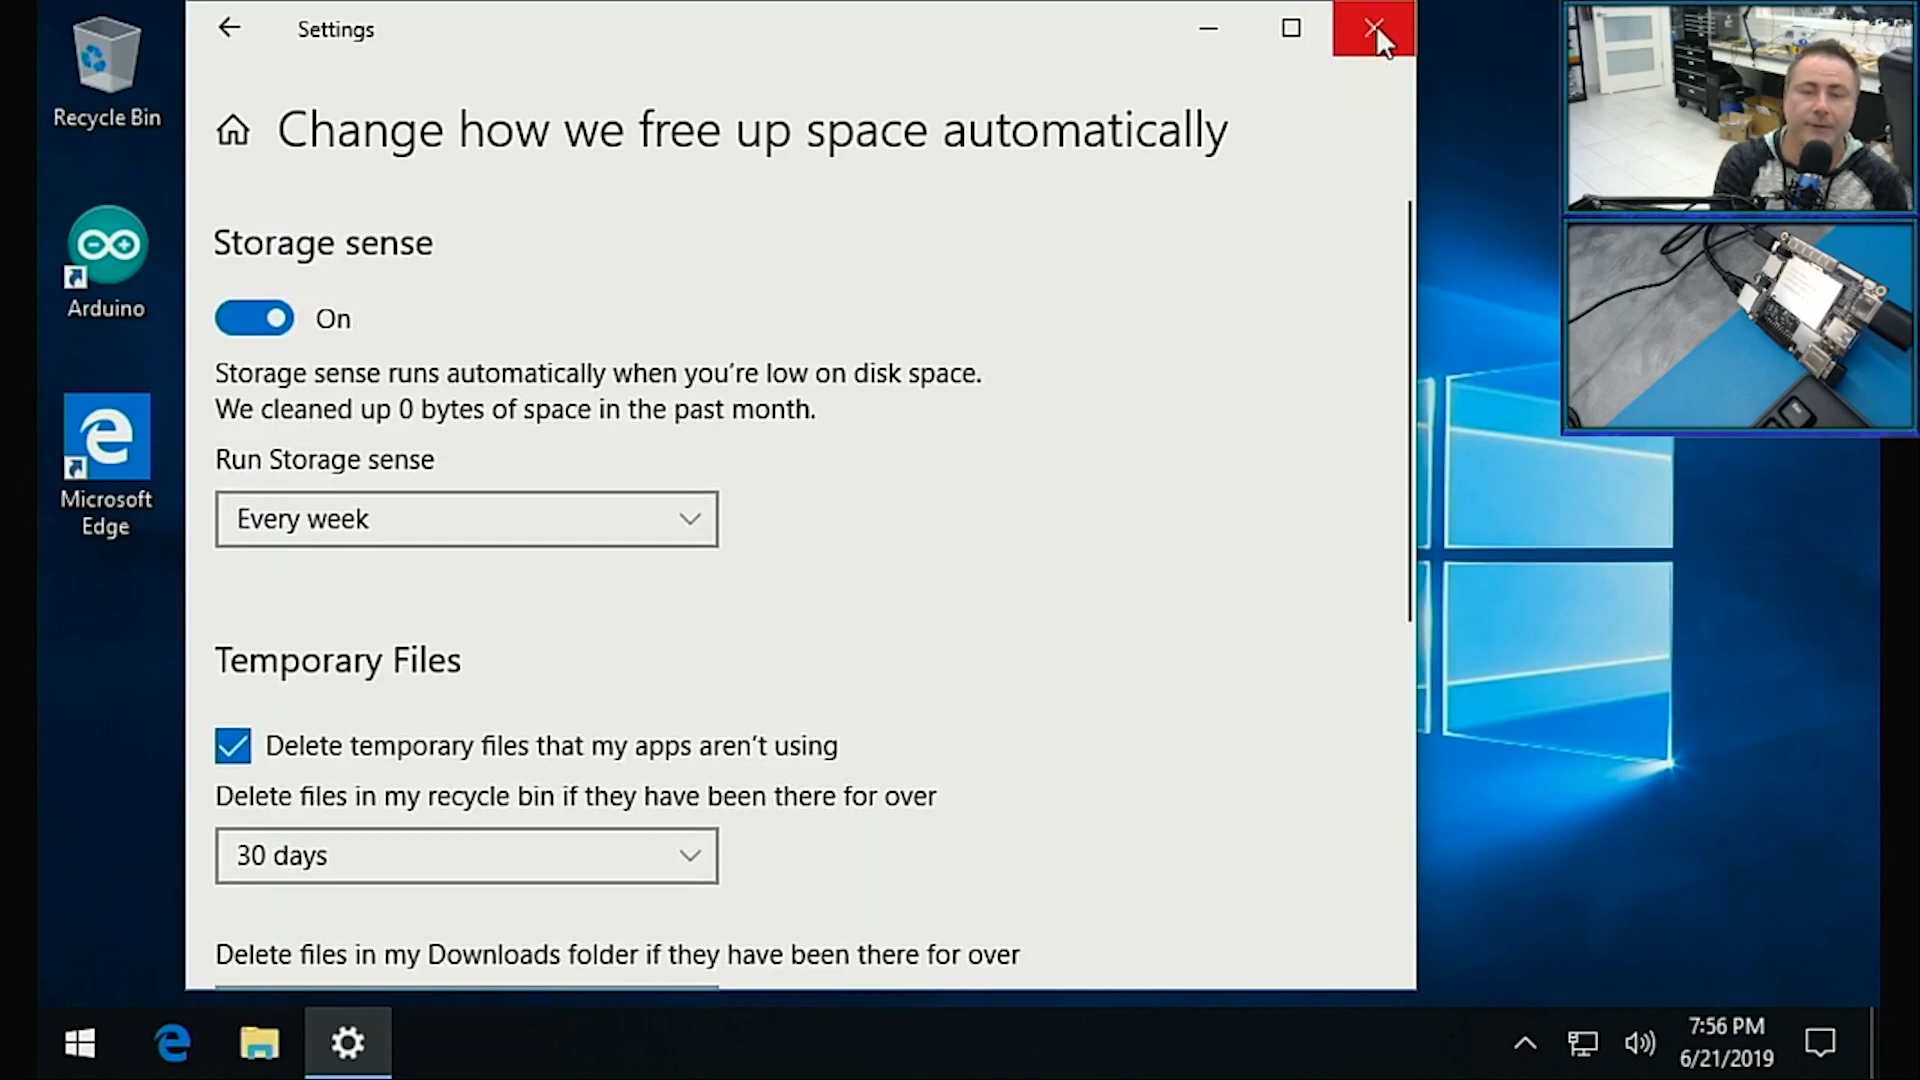 Settings
Change how we free up space automatically
Storage sense
On
Storage sense runs automatically when you're low on disk space.
We cleaned up 0 bytes of space in the past month.
Run Storage sense
Every week
Temporary Files
Delete temporary files that my apps aren't using
Delete files in my recycle bin if they have been there for over
30 days
Delete files in my Downloads folder if they have been there for over
Recycle Bin
Arduino
Microsoft
Edge
7:56 PM
6/21/2019